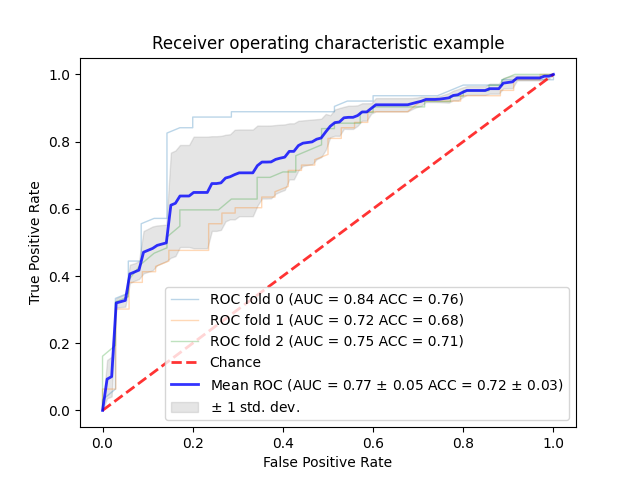 Receiver operating characteristic example
True Positive Rate
1.0
0.8
0.6
0.4
0.2
0.0
ROC fold 0 (AUC = 0.84 ACC = 0.76)
ROC fold 1 (AUC = 0.72 ACC = 0.68)
ROC fold 2 (AUC = 0.75 ACC = 0.71)
Chance
Mean ROC (AUC = 0.77 ± 0.05 ACC = 0.72 ± 0.03)
± 1 std. dev.
0.0 0.2 0.4 0.6 0.8 1.0
False Positive Rate